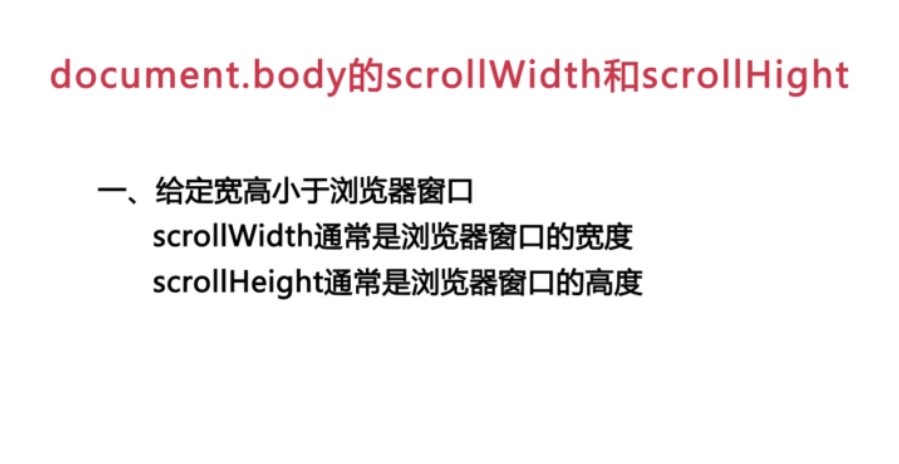 document.body的scrollWidth和scrollHight
一、给定宽高小于浏览器窗口
scrollWidth通常是浏览器窗口的宽度
scrollHeight通常是浏览器窗口的高度